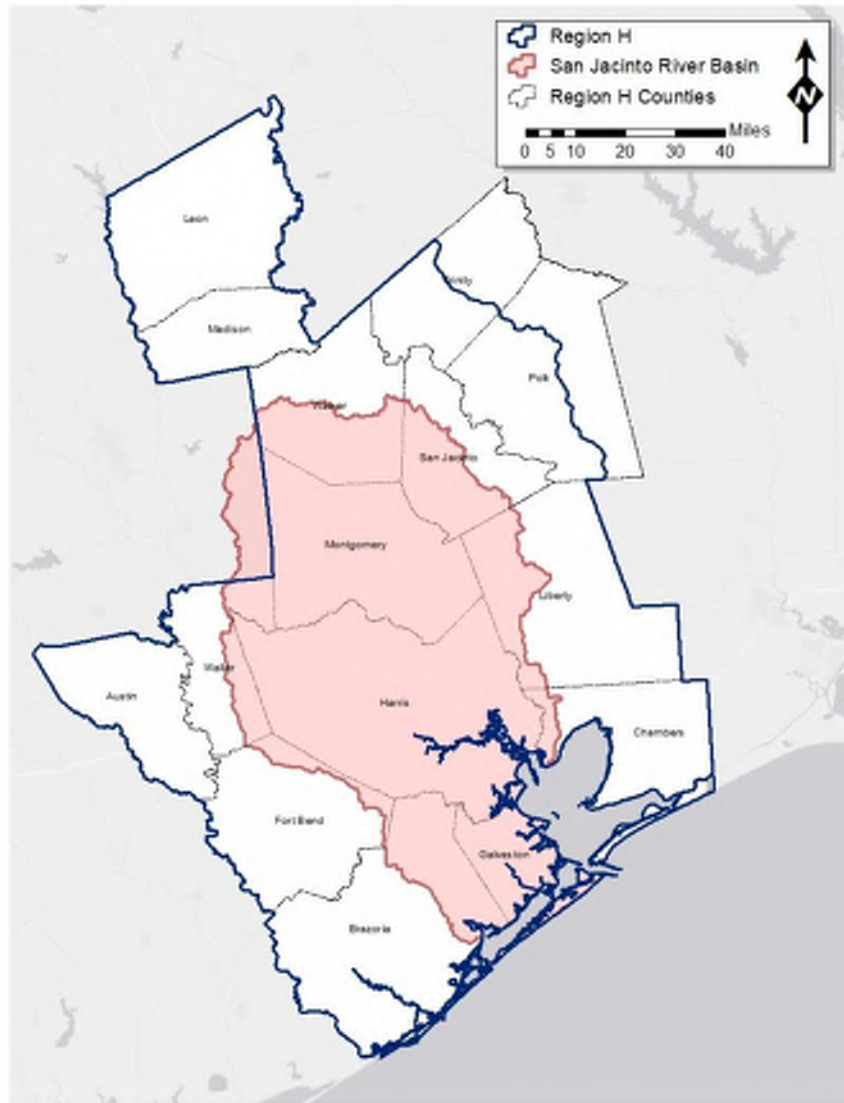 Region H
San Jacinto River Basin
Region H Counties
N
Miles
0 5 10 20 30 40
Leon
Trinity
Madison
Polk
Walker
San Jacinto
Montgomery
Liberty
Waller
Austin
Harris
Chambers
Fort Bend
Galveston
Brazoria